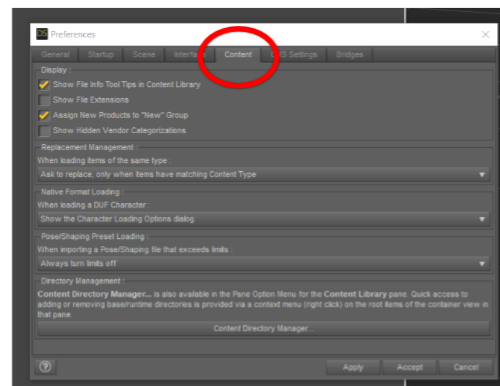 DS Preferences
General Startup Scene Interface Content CMS Settings Bridges
Display :
Show File Info Tool Tips in Content Library
Show File Extensions
Assign New Products to "New" Group
Show Hidden Vendor Categorizations
Replacement Management :
When loading items of the same type :
Ask to replace, only when items have matching Content Type
Native Format Loading :
When loading a DUF Character :
Show the Character Loading Options dialog
Pose/Shaping Preset Loading :
When importing a Pose/Shaping file that exceeds limits :
Always turn limits off
Directory Management :
Content Directory Manager... is also available in the Pane Option Menu for the Content Library pane. Quick access to
adding or removing base/runtime directories is provided via a context menu (right click) on the root items of the container view in
that pane.
Content Directory Manager...
? Apply Accept Cancel